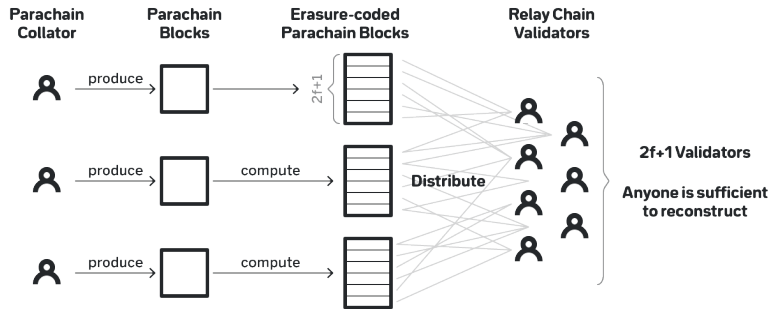 Parachain
Collator
Parachain
Blocks
Erasure-coded
Parachain Blocks
Relay Chain
Validators
produce
2f+1
produce
compute
Distribute
produce
compute
2f+1 Validators
Anyone is sufficient
to reconstruct